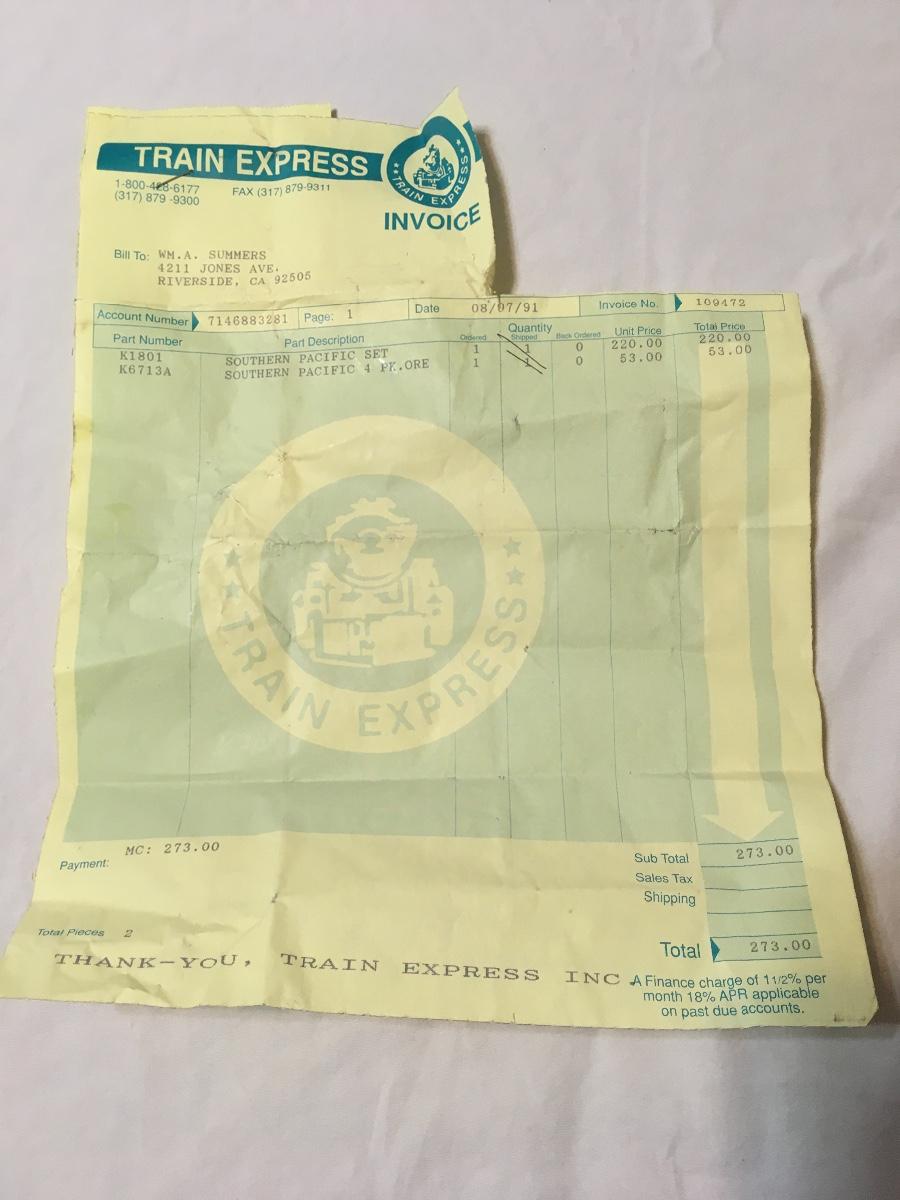 TRAIN EXPRESS
TRAIN EXPRESS
1-800-428-6177
FAX (317) 879-9311
(317) 879-9300
INVOICE
Bill To: WM.A. SUMMERS
4211 JONES AVE.
RIVERSIDE, CA 92505
Account Number 7146883281 Page: 1 Date 08/07/91 Invoice No. 109472
Quantity
Part Number Part Description Ordered Shipped Back Ordered Unit Price Total Price
K1801 SOUTHERN PACIFIC SET 1 1 0 220.00 220.00
K6713A SOUTHERN PACIFIC 4 PK.ORE 1 1 0 53.00 53.00
TRAIN EXPRESS
Payment: MC: 273.00
Sub Total 273.00
Sales Tax
Shipping
Total Pieces 2
Total 273.00
THANK-YOU, TRAIN EXPRESS INC.
A Finance charge of 1 1/2% per
month 18% APR applicable
on past due accounts.